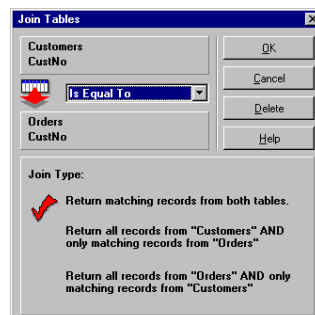 Join Tables
Customers
CustNo
OK
Cancel
Is Equal To
Delete
Orders
CustNo
Help
Join Type:
Return matching records from both tables.
Return all records from "Customers" AND
only matching records from "Orders"
Return all records from "Orders" AND only
matching records from "Customers"